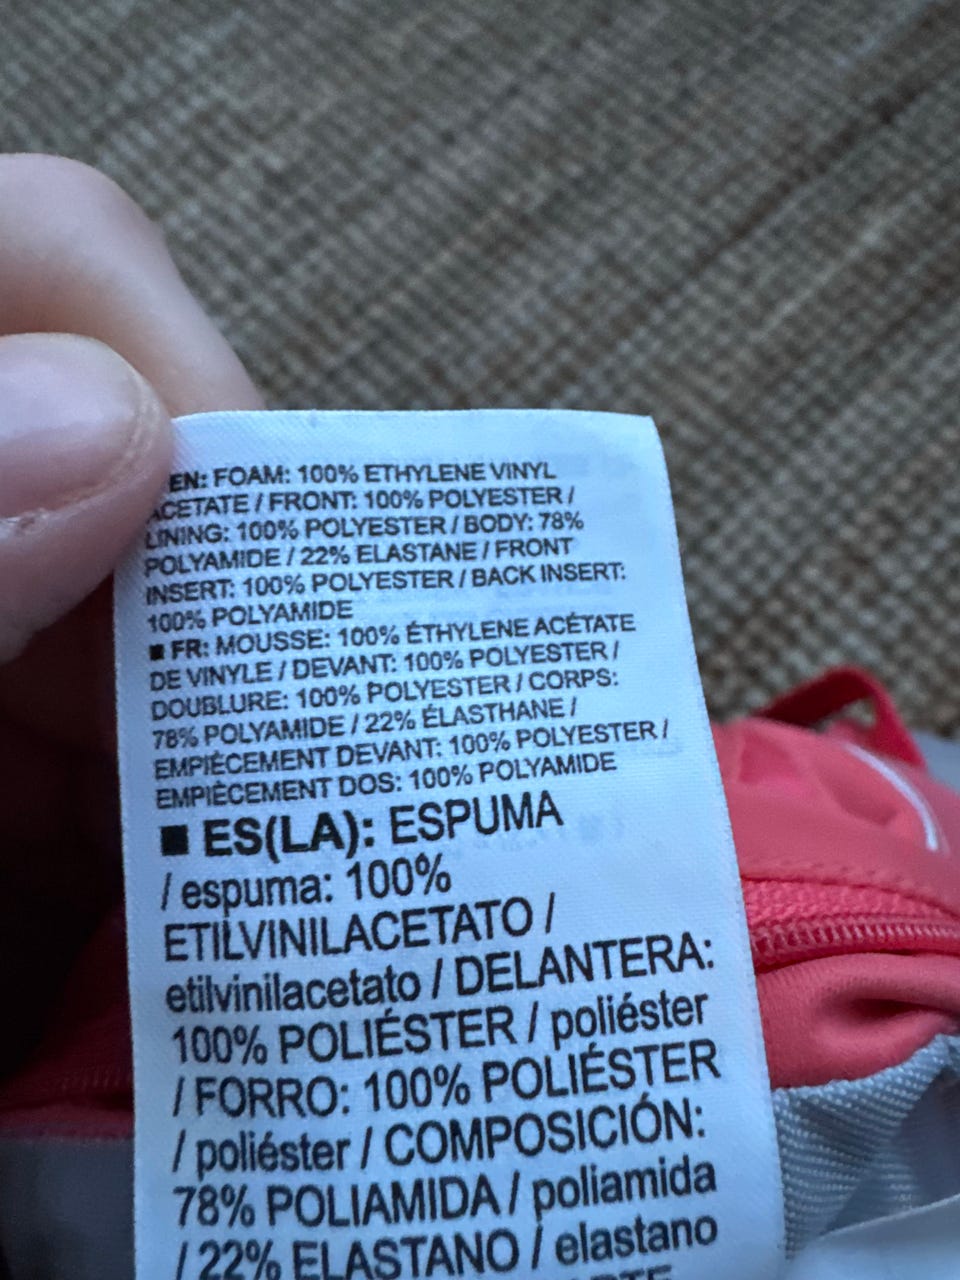 EN: FOAM: 100% ETHYLENE VINYL
ACETATE / FRONT: 100% POLYESTER /
LINING: 100% POLYESTER / BODY: 78%
POLYAMIDE / 22% ELASTANE / FRONT
INSERT: 100% POLYESTER / BACK INSERT:
100% POLYAMIDE
■ FR: MOUSSE: 100% ÉTHYLENE ACÉTATE
DE VINYLE / DEVANT: 100% POLYESTER /
DOUBLURE: 100% POLYESTER / CORPS:
78% POLYAMIDE / 22% ÉLASTHANE /
EMPIÈCEMENT DEVANT: 100% POLYESTER /
EMPIÈCEMENT DOS: 100% POLYAMIDE
■ ES(LA): ESPUMA
/ espuma: 100%
ETILVINILACETATO /
etilvinilacetato / DELANTERA:
100% POLIÉSTER / poliéster
/ FORRO: 100% POLIÉSTER
/ poliéster / COMPOSICIÓN:
78% POLIAMIDA / poliamida
/ 22% ELASTANO / elastano